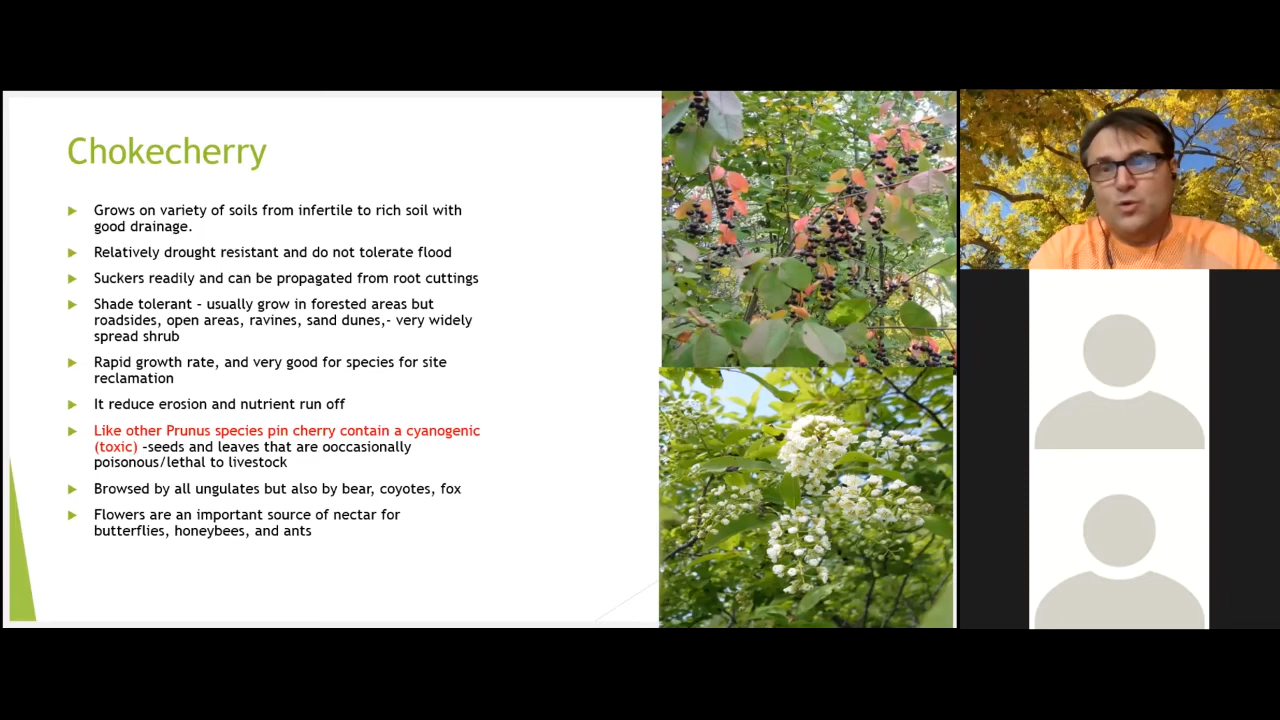 Chokecherry
Grows on variety of soils from infertile to rich soil with
good drainage.
Relatively drought resistant and do not tolerate flood
Suckers readily and can be propagated from root cuttings
Shade tolerant – usually grow in forested areas but
roadsides, open areas, ravines, sand dunes,- very widely
spread shrub
Rapid growth rate, and very good for species for site
reclamation
It reduce erosion and nutrient run off
Like other Prunus species pin cherry contain a cyanogenic
(toxic) –seeds and leaves that are ooccasionally
poisonous/lethal to livestock
Browsed by all ungulates but also by bear, coyotes, fox
Flowers are an important source of nectar for
butterflies, honeybees, and ants